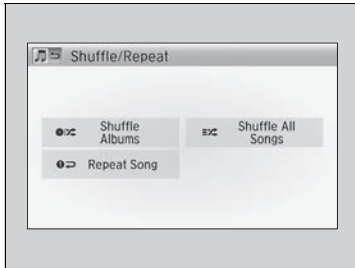 Shuffle/Repeat
Shuffle
Albums
Shuffle All
Songs
Repeat Song